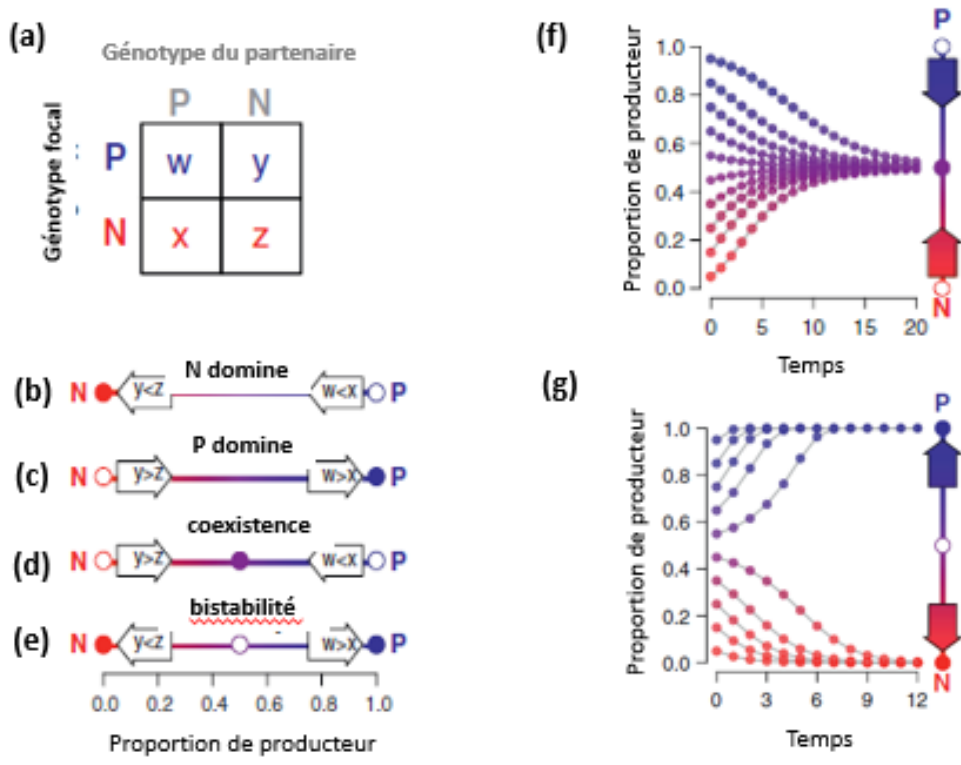 (a)
Génotype du partenaire
P N
Génotype focal
P w y
N x z
(b) N y<z N domine w<x P
(c) N y>z P domine w>x P
(d) N y>z coexistence w<x P
(e) N y<z bistabilité w>x P
0.0 0.2 0.4 0.6 0.8 1.0
Proportion de producteur
(f)
Proportion de producteur
1.0
0.8
0.6
0.4
0.2
0.0
0 5 10 15 20
Temps
P
N
(g)
Proportion de producteur
1.0
0.8
0.6
0.4
0.2
0.0
0 3 6 9 12
Temps
P
N